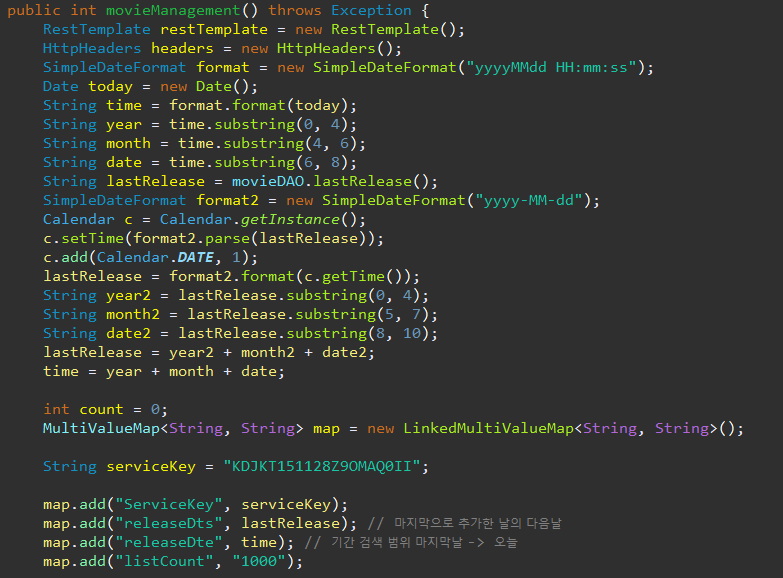 public int movieManagement() throws Exception {
RestTemplate restTemplate = new RestTemplate();
HttpHeaders headers = new HttpHeaders();
SimpleDateFormat format = new SimpleDateFormat("yyyyMMdd HH:mm:ss");
Date today = new Date();
String time = format.format(today);
String year = time.substring(0, 4);
String month = time.substring(4, 6);
String date = time.substring(6, 8);
String lastRelease = movieDAO.lastRelease();
SimpleDateFormat format2 = new SimpleDateFormat("yyyy-MM-dd");
Calendar c = Calendar.getInstance();
c.setTime(format2.parse(lastRelease));
c.add(Calendar.DATE, 1);
lastRelease = format2.format(c.getTime());
String year2 = lastRelease.substring(0, 4);
String month2 = lastRelease.substring(5, 7);
String date2 = lastRelease.substring(8, 10);
lastRelease = year2 + month2 + date2;
time = year + month + date;
int count = 0;
MultiValueMap<String, String> map = new LinkedMultiValueMap<String, String>();
String serviceKey = "KDJKT151128Z9OMAQ0II";
map.add("ServiceKey", serviceKey);
map.add("releaseDts", lastRelease); // 마지막으로 추가한 날의 다음날
map.add("releaseDte", time); // 기간 검색 범위 마지막날 -> 오늘
map.add("listCount", "1000");